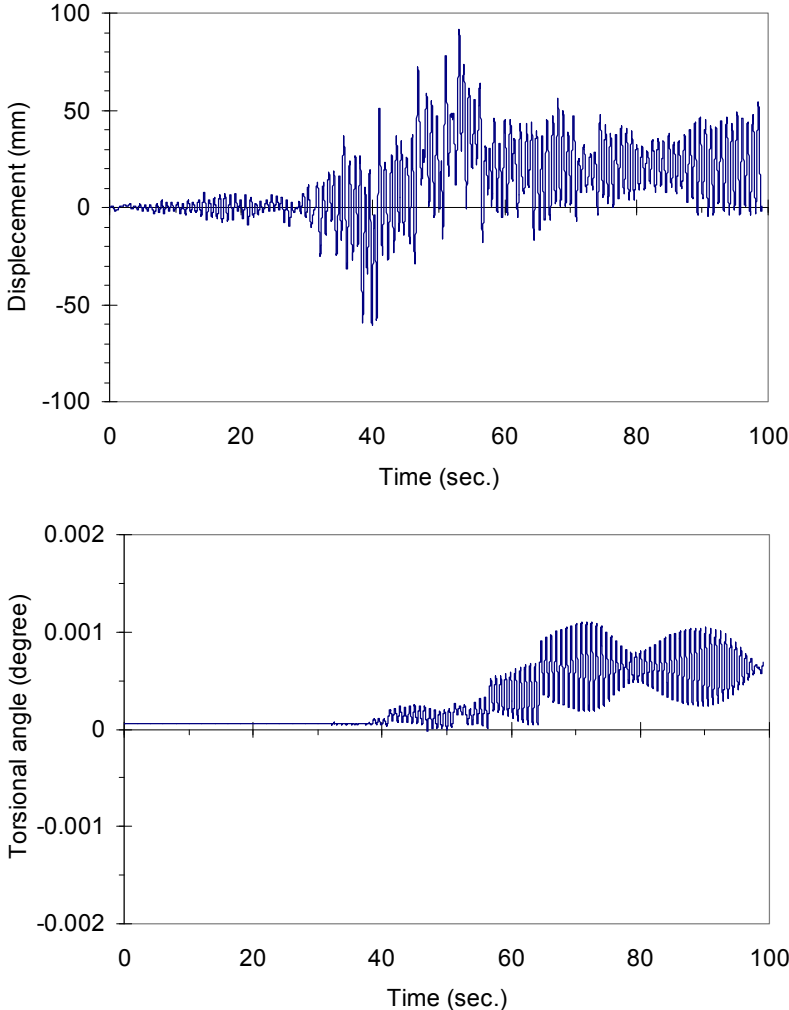 100
50
0
-50
-100
Displecement (mm)
0 20 40 60 80 100
Time (sec.)
0.002
0.001
0
-0.001
-0.002
Torsional angle (degree)
0 20 40 60 80 100
Time (sec.)